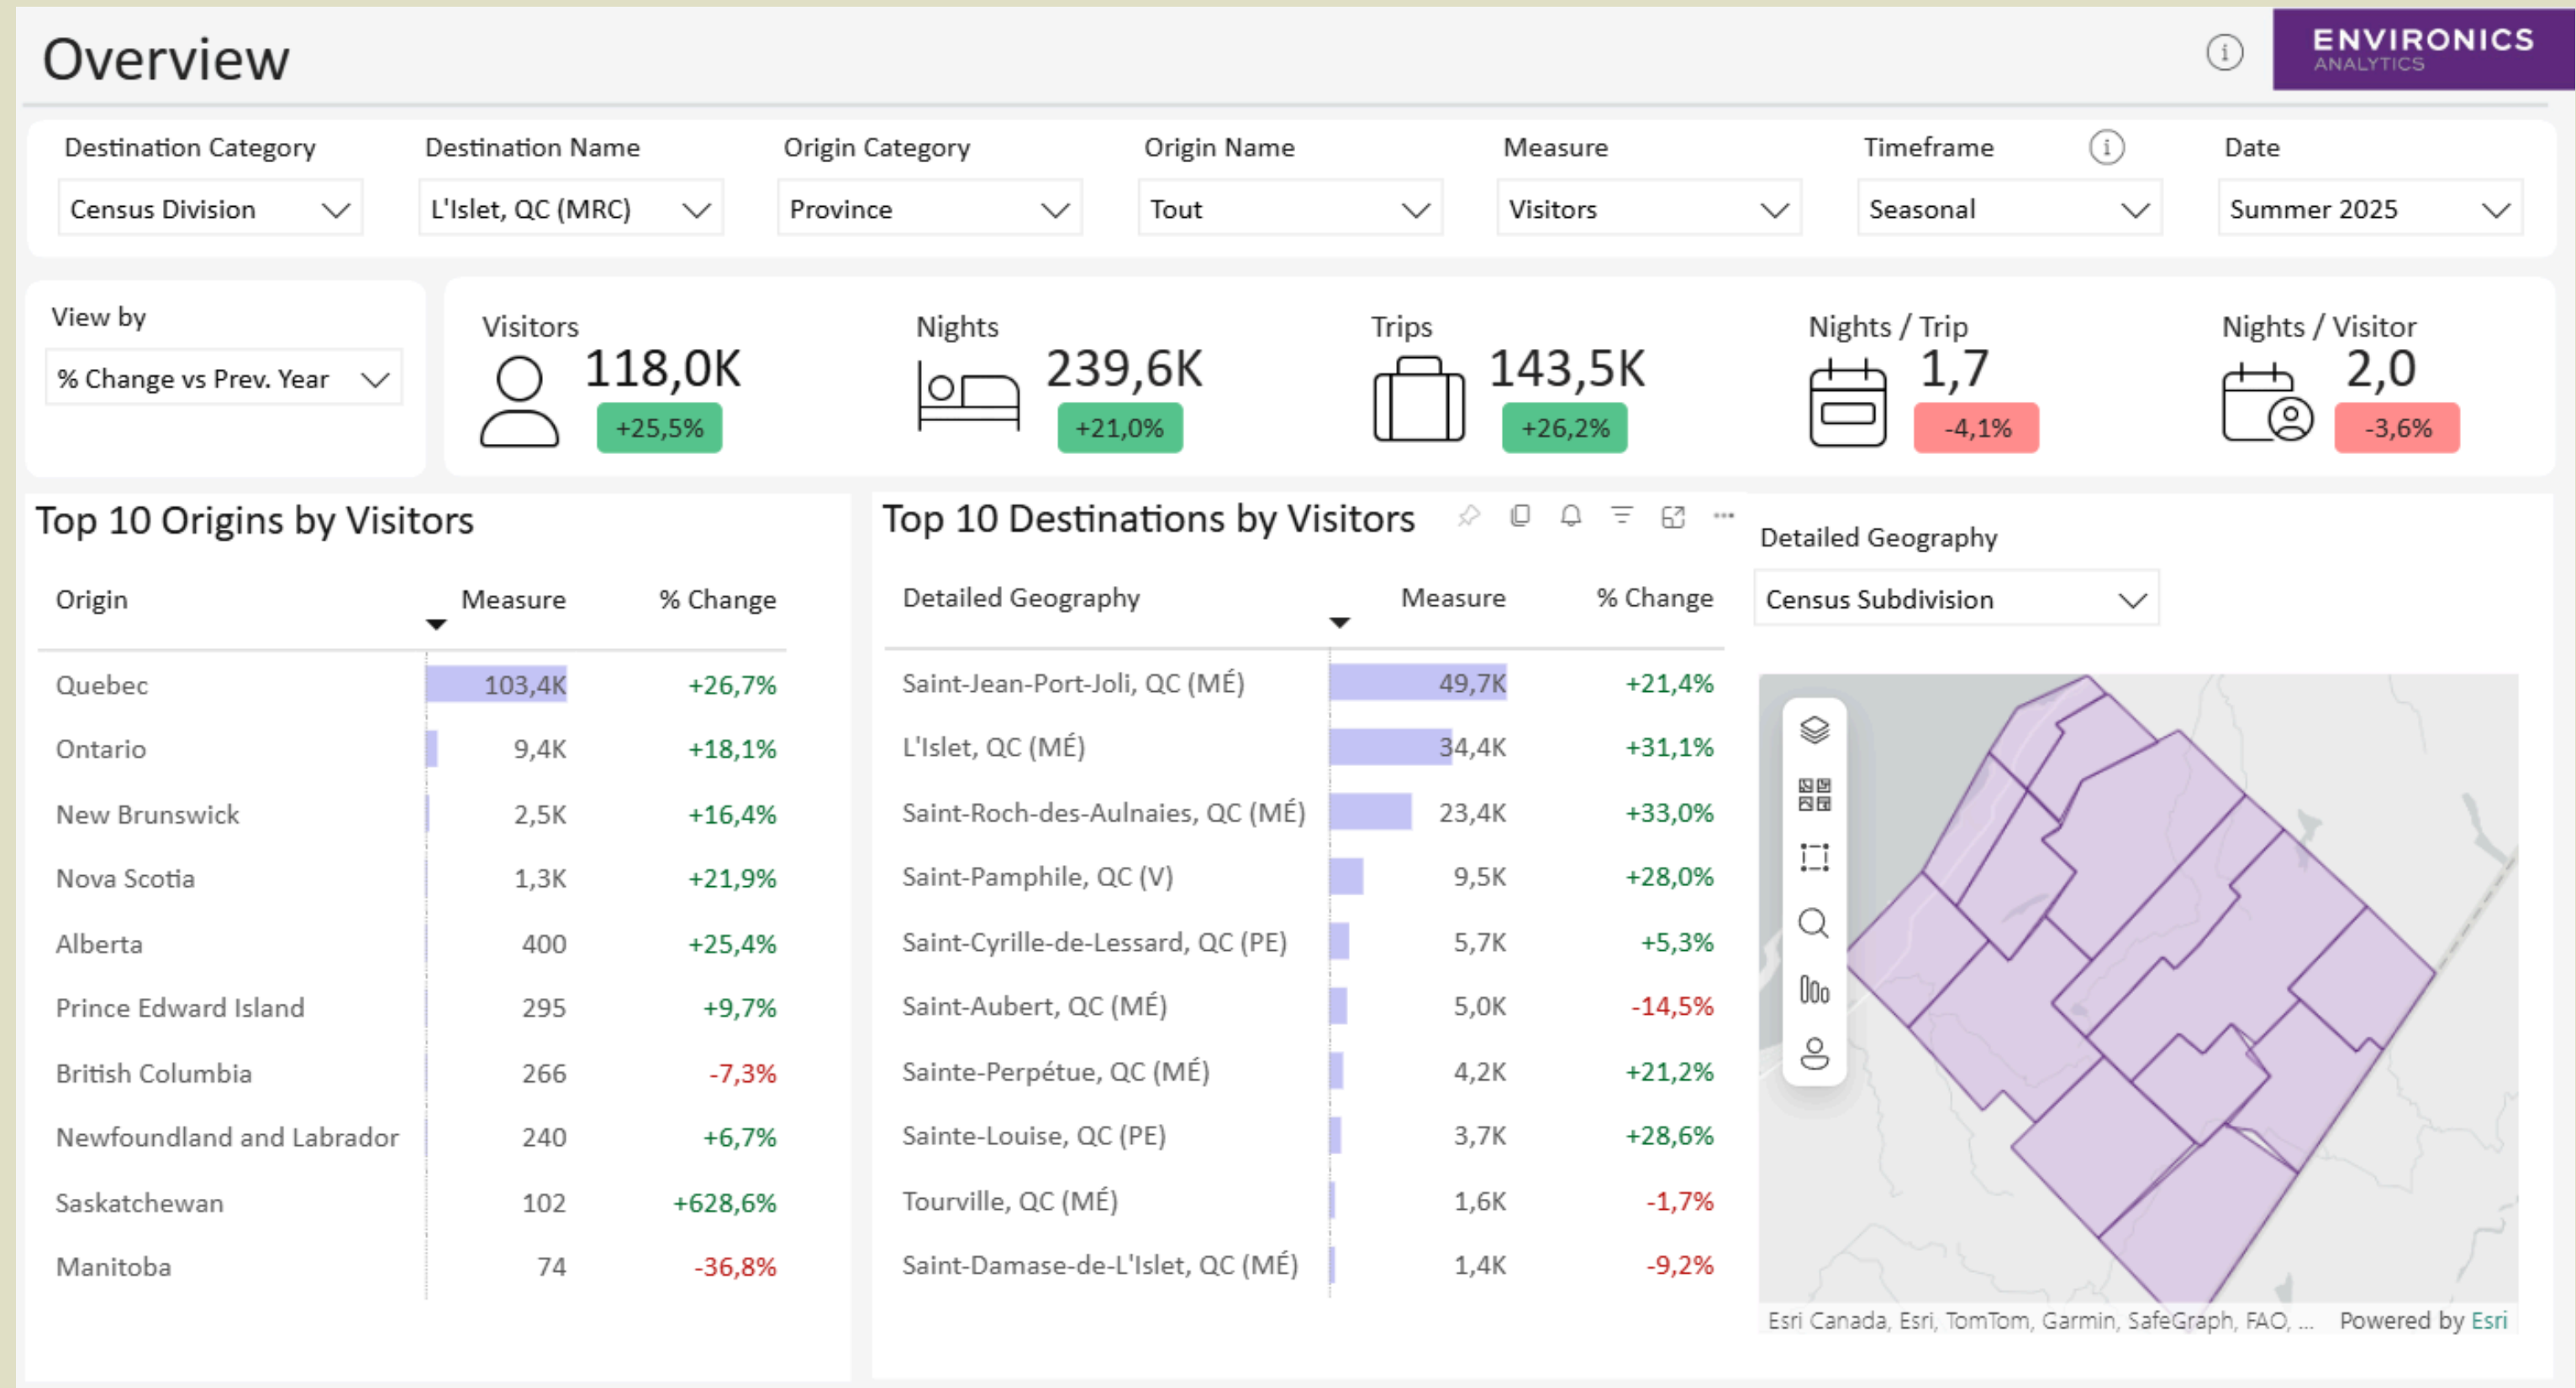 Overview
ENVIRONICS
ANALYTICS
Destination Category
Destination Name
Origin Category
Origin Name
Measure
Timeframe
Date
Census Division
L'Islet, QC (MRC)
Province
Tout
Visitors
Seasonal
Summer 2025
View by
% Change vs Prev. Year
Visitors
118,0K
+25,5%
Nights
239,6K
+21,0%
Trips
143,5K
+26,2%
Nights / Trip
1,7
-4,1%
Nights / Visitor
2,0
-3,6%
Top 10 Origins by Visitors
Origin Measure % Change
Quebec 103,4K +26,7%
Ontario 9,4K +18,1%
New Brunswick 2,5K +16,4%
Nova Scotia 1,3K +21,9%
Alberta 400 +25,4%
Prince Edward Island 295 +9,7%
British Columbia 266 -7,3%
Newfoundland and Labrador 240 +6,7%
Saskatchewan 102 +628,6%
Manitoba 74 -36,8%
Top 10 Destinations by Visitors
Detailed Geography Measure % Change
Saint-Jean-Port-Joli, QC (MÉ) 49,7K +21,4%
L'Islet, QC (MÉ) 34,4K +31,1%
Saint-Roch-des-Aulnaies, QC (MÉ) 23,4K +33,0%
Saint-Pamphile, QC (V) 9,5K +28,0%
Saint-Cyrille-de-Lessard, QC (PE) 5,7K +5,3%
Saint-Aubert, QC (MÉ) 5,0K -14,5%
Sainte-Perpétue, QC (MÉ) 4,2K +21,2%
Sainte-Louise, QC (PE) 3,7K +28,6%
Tourville, QC (MÉ) 1,6K -1,7%
Saint-Damase-de-L'Islet, QC (MÉ) 1,4K -9,2%
Detailed Geography
Census Subdivision
Esri Canada, Esri, TomTom, Garmin, SafeGraph, FAO, ... Powered by Esri